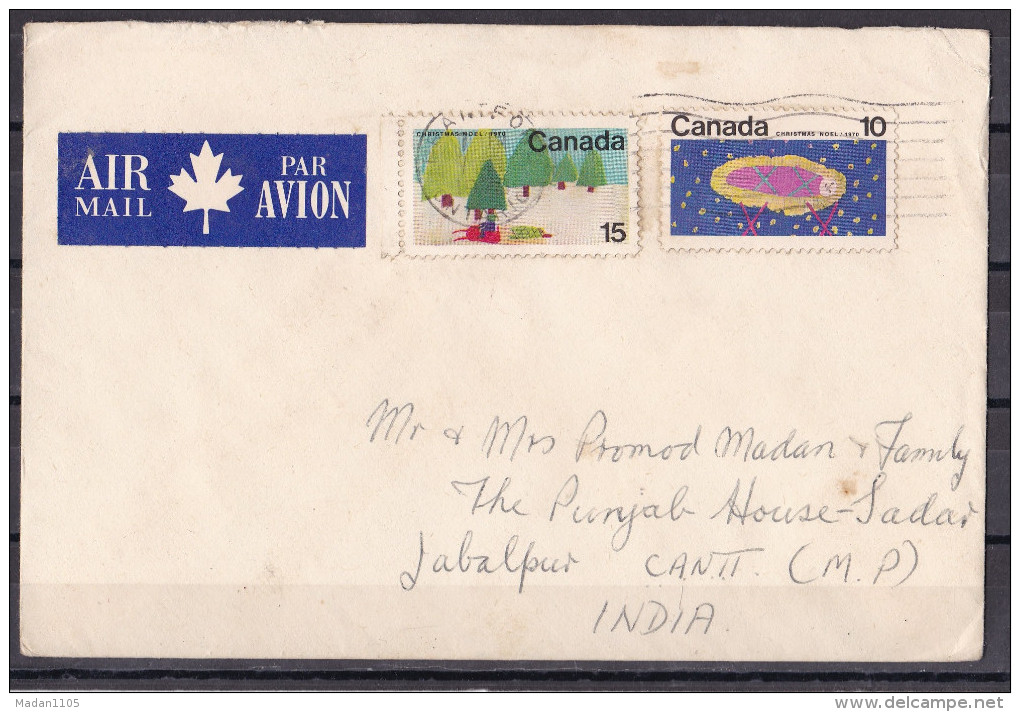 AIR MAIL
PAR AVION
CHRISTMAS NOEL / 1970
Canada
15
Canada
CHRISTMAS NOEL / 1970
10
Mr & Mrs Promod Madan & Family
The Punjab House - Sadar
Jabalpur CANTT. (M.P)
INDIA.
Madan1105
delcampe.net